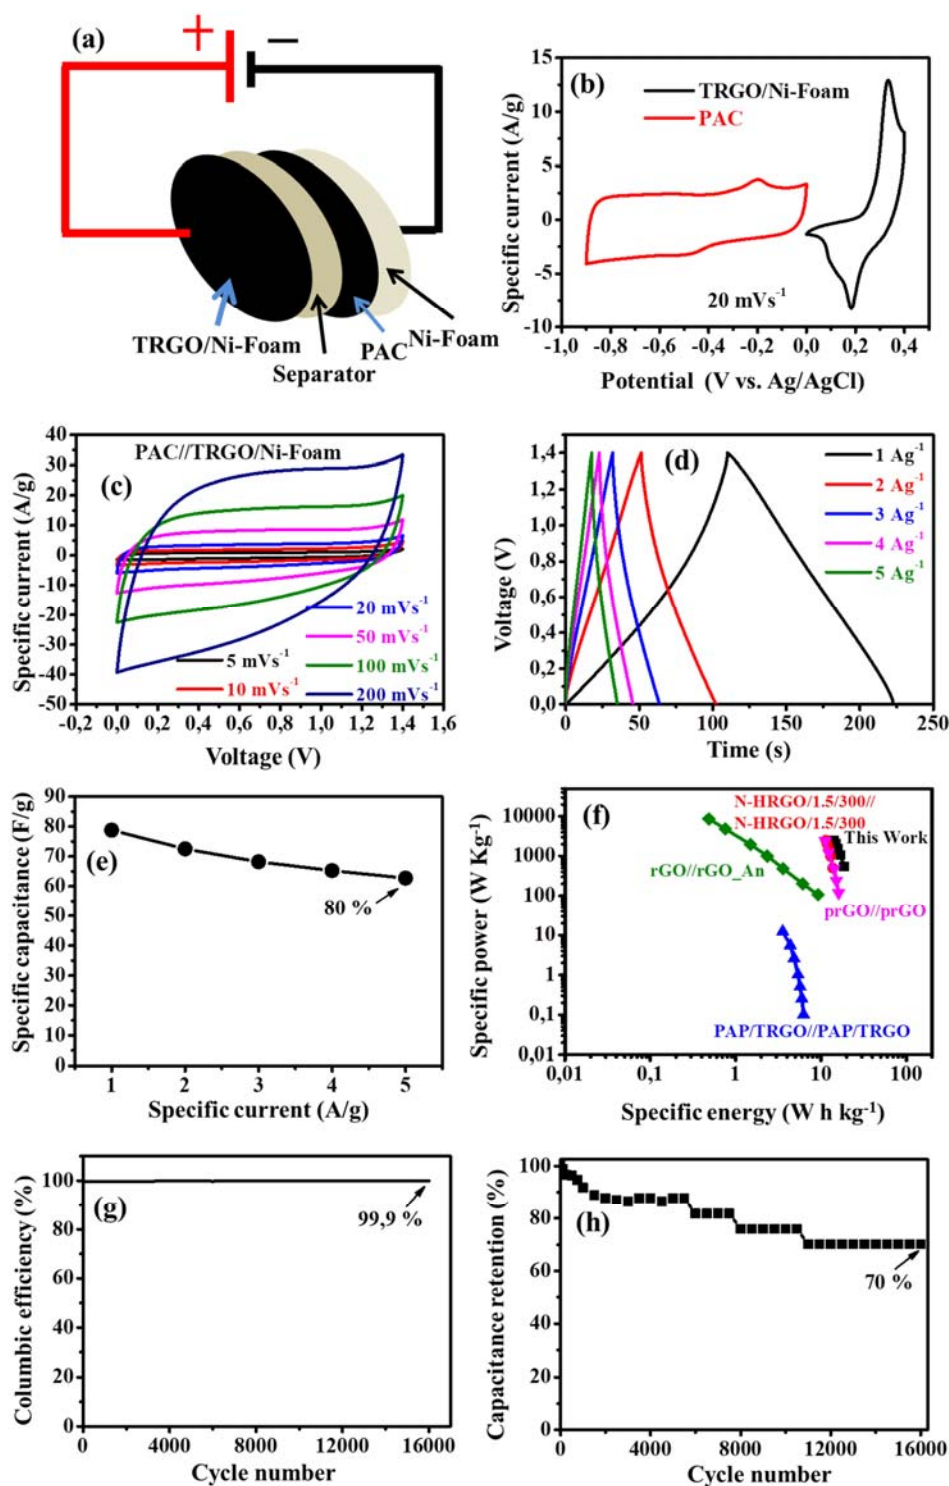 (a)
+
−
TRGO/Ni-Foam
Separator
PAC
Ni-Foam
(b)
TRGO/Ni-Foam
PAC
20 mVs⁻¹
Specific current (A/g)
15
10
5
0
-5
-10
-1,0 -0,8 -0,6 -0,4 -0,2 0,0 0,2 0,4
Potential (V vs. Ag/AgCl)
PAC//TRGO/Ni-Foam
(c)
5 mVs⁻¹
10 mVs⁻¹
20 mVs⁻¹
50 mVs⁻¹
100 mVs⁻¹
200 mVs⁻¹
Specific current (A/g)
40
30
20
10
0
-10
-20
-30
-40
-50
-0,2 0,0 0,2 0,4 0,6 0,8 1,0 1,2 1,4 1,6
Voltage (V)
(d)
1 Ag⁻¹
2 Ag⁻¹
3 Ag⁻¹
4 Ag⁻¹
5 Ag⁻¹
Voltage (V)
1,4
1,2
1,0
0,8
0,6
0,4
0,2
0,0
0 50 100 150 200 250
Time (s)
(e)
80 %
Specific capacitance (F/g)
90
80
70
60
50
40
30
20
10
0
1 2 3 4 5
Specific current (A/g)
(f)
N-HRGO/1.5/300//
N-HRGO/1.5/300
This Work
rGO//rGO_An
prGO//prGO
PAP/TRGO//PAP/TRGO
Specific power (W Kg⁻¹)
10000
1000
100
10
1
0,1
0,01
0,01 0,1 1 10 100
Specific energy (W h kg⁻¹)
(g)
99,9 %
Columbic efficiency (%)
100
80
60
40
20
0
0 4000 8000 12000 16000
Cycle number
(h)
70 %
Capacitance retention (%)
100
80
60
40
20
0
0 4000 8000 12000 16000
Cycle number